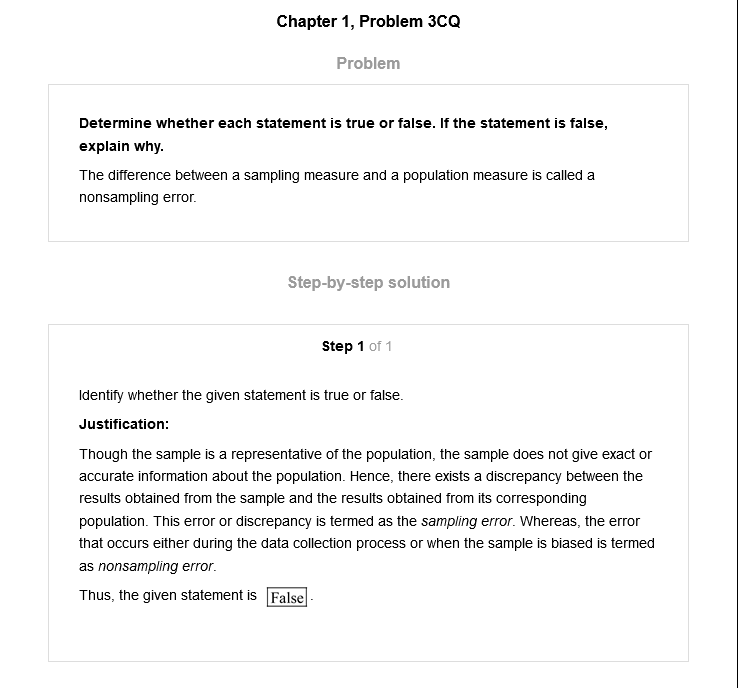 Chapter 1, Problem 3CQ
Problem
Determine whether each statement is true or false. If the statement is false,
explain why.
The difference between a sampling measure and a population measure is called a
nonsampling error.
Step-by-step solution
Step 1 of 1
Identify whether the given statement is true or false.
Justification:
Though the sample is a representative of the population, the sample does not give exact or
accurate information about the population. Hence, there exists a discrepancy between the
results obtained from the sample and the results obtained from its corresponding
population. This error or discrepancy is termed as the sampling error. Whereas, the error
that occurs either during the data collection process or when the sample is biased is termed
as nonsampling error.
Thus, the given statement is False.